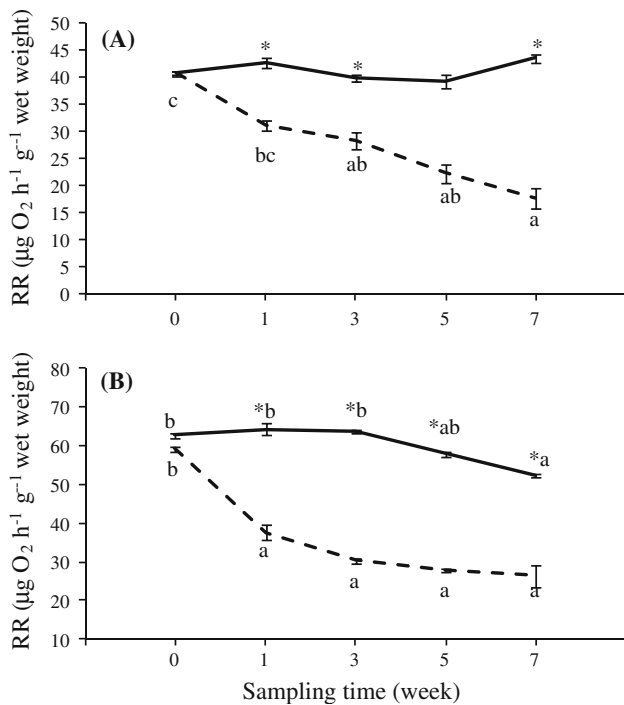 (A)
RR (µg O₂ h⁻¹ g⁻¹ wet weight)
50
45
40
35
30
25
20
15
10
5
0
* * *
c
bc
ab
ab
a
0 1 3 5 7
(B)
RR (µg O₂ h⁻¹ g⁻¹ wet weight)
80
70
60
50
40
30
20
10
b *b *b *ab *a
b
a a a a
0 1 3 5 7
Sampling time (week)